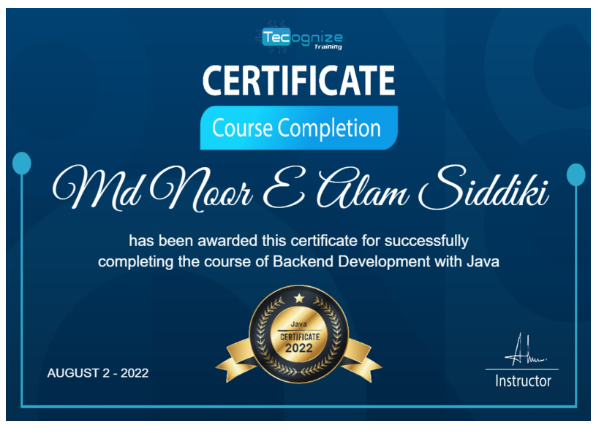 Tecognize
Training
CERTIFICATE
Course Completion
Md Noor E Alam Siddiki
has been awarded this certificate for successfully
completing the course of Backend Development with Java
Java
CERTIFICATE
2022
AUGUST 2 - 2022
Instructor